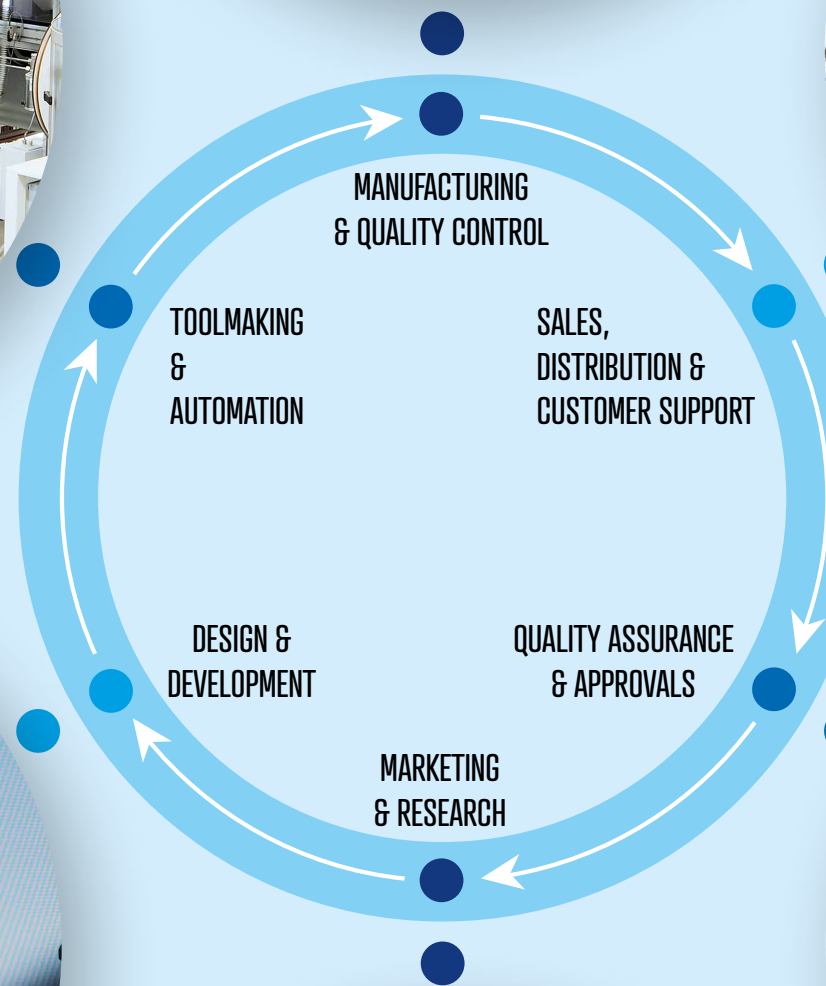 MANUFACTURING
& QUALITY CONTROL
TOOLMAKING
&
AUTOMATION
SALES,
DISTRIBUTION &
CUSTOMER SUPPORT
DESIGN &
DEVELOPMENT
QUALITY ASSURANCE
& APPROVALS
MARKETING
& RESEARCH